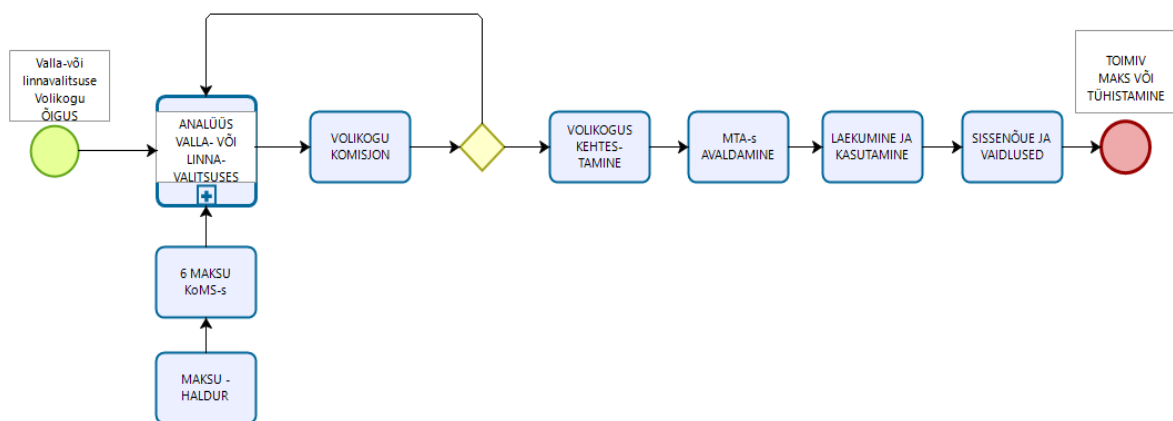 Valla-või
linnavalitsuse
Volikogu
ÕIGUS
ANALÜÜS
VALLA- VÕI
LINNA-
VALITSUSES
VOLIKOGU
KOMISJON
VOLIKOGUS
KEHTES-
TAMINE
MTA-s
AVALDAMINE
LAEKUMINE JA
KASUTAMINE
SISSENÕUE JA
VAIDLUSED
TOIMIV
MAKS VÕI
TÜHISTAMINE
6 MAKSU
KoMS-s
MAKSU -
HALDUR